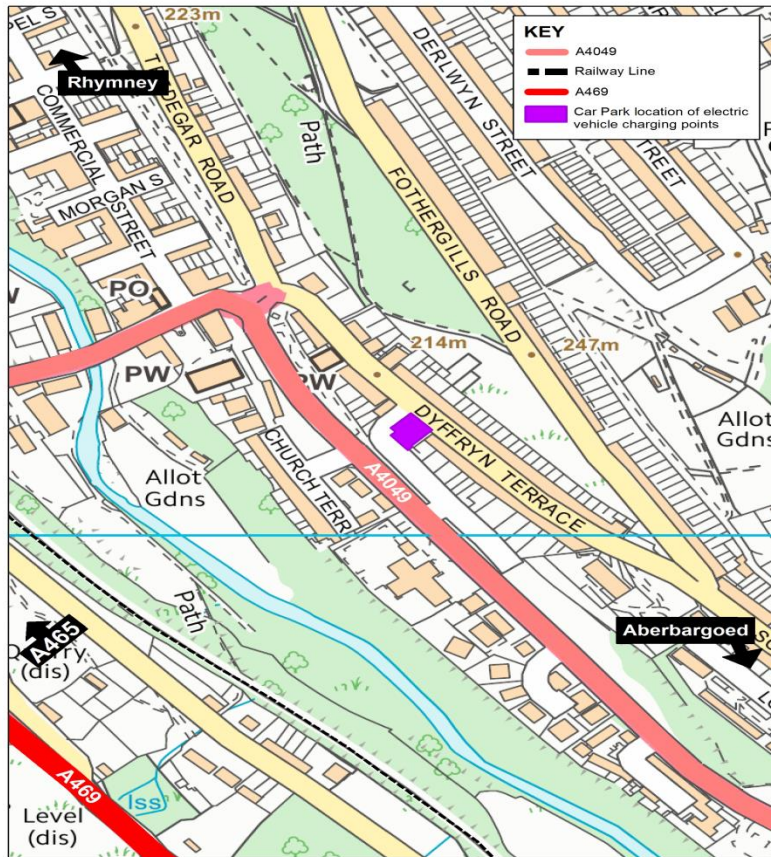 223m
PEL S
Rhymney
TREDEGAR ROAD
COMMERCIAL
STREET
MORGAN S
Path
DERLWYN STREET
STREET
FOTHERGILLS ROAD
KEY
A4049
Railway Line
A469
Car Park location of electric
vehicle charging points
PO
PW
PW
214m
247m
DYFFRYN TERRACE
CHURCH TERR
A4049
Allot
Gdns
Allot
Gdns
Path
A465
(dis)
Aberbargoed
A469
Iss
Level
(dis)